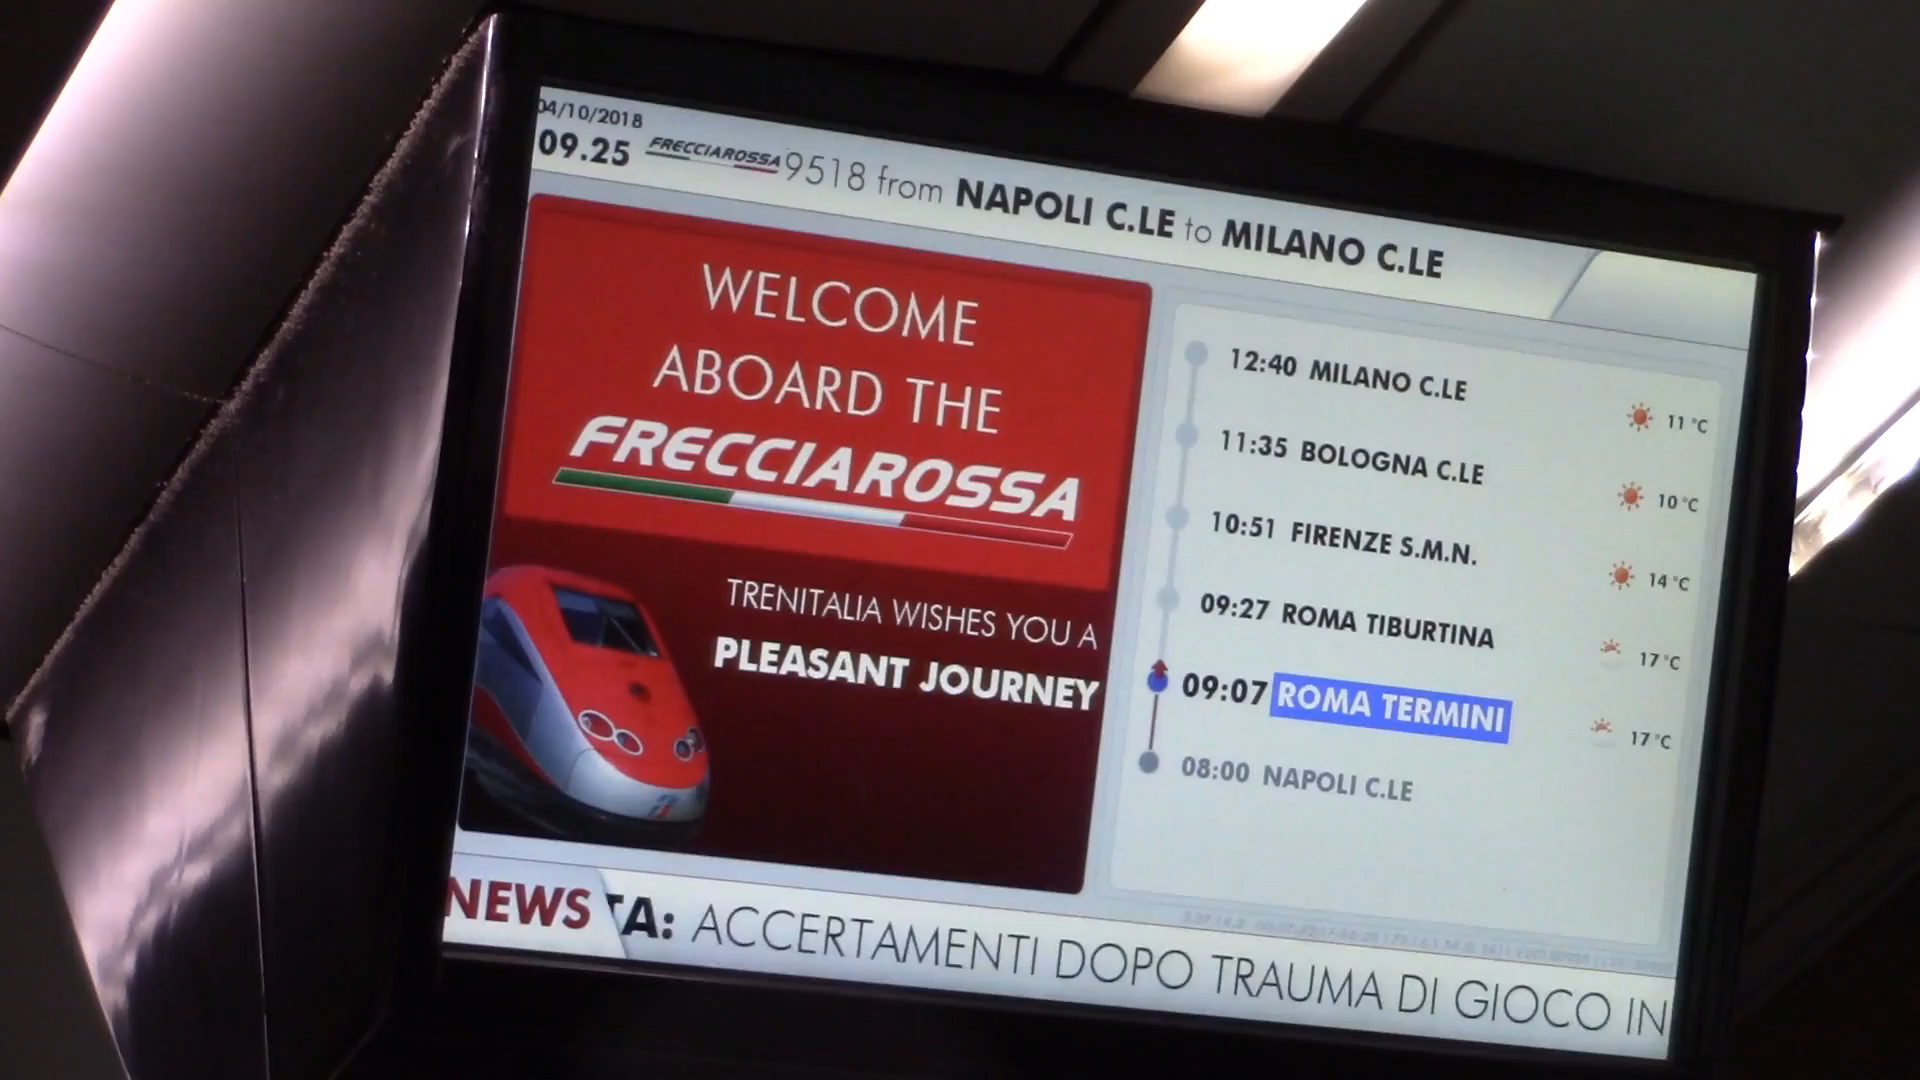 04/10/2018
09.25 FRECCIAROSSA 9518 from NAPOLI C.LE to MILANO C.LE
WELCOME
ABOARD THE
FRECCIAROSSA
TRENITALIA WISHES YOU A
PLEASANT JOURNEY
12:40 MILANO C.LE 11°C
11:35 BOLOGNA C.LE 10°C
10:51 FIRENZE S.M.N. 14°C
09:27 ROMA TIBURTINA 17°C
09:07 ROMA TERMINI 17°C
08:00 NAPOLI C.LE
NEWS TA: ACCERTAMENTI DOPO TRAUMA DI GIOCO IN